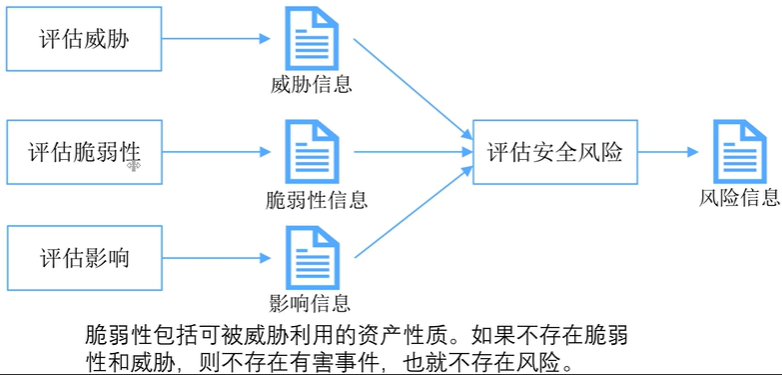 评估威胁
威胁信息
评估脆弱性
脆弱性信息
评估影响
影响信息
评估安全风险
风险信息
脆弱性包括可被威胁利用的资产性质。如果不存在脆弱
性和威胁，则不存在有害事件，也就不存在风险。